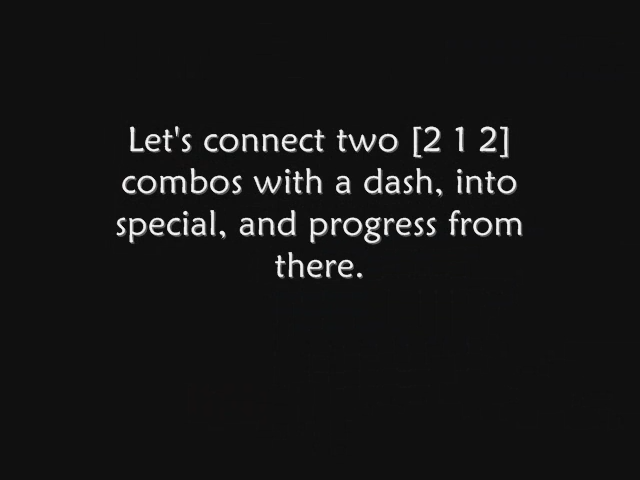 Let's connect two [2 1 2]
combos with a dash, into
special, and progress from
there.